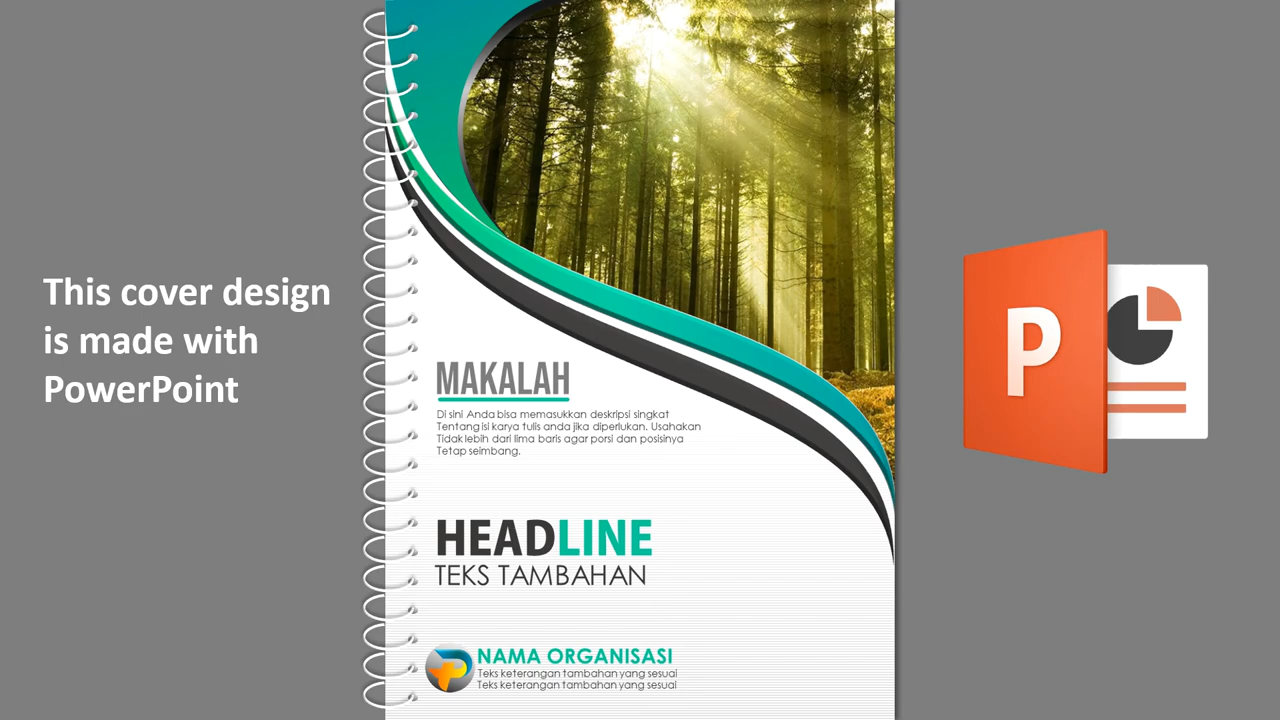 This cover design
is made with
PowerPoint
MAKALAH
Di sini Anda bisa memasukkan deskripsi singkat
Tentang isi karya tulis anda jika diperlukan. Usahakan
Tidak lebih dari lima baris agar porsi dan posisinya
Tetap seimbang.
HEADLINE
TEKS TAMBAHAN
NAMA ORGANISASI
Teks keterangan tambahan yang sesuai
Teks keterangan tambahan yang sesuai
P